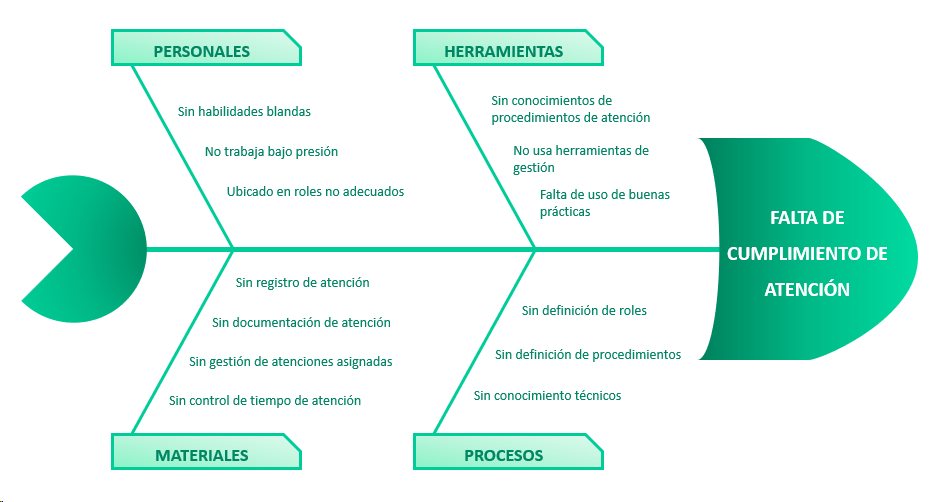 PERSONALES
HERRAMIENTAS
Sin habilidades blandas
No trabaja bajo presión
Ubicado en roles no adecuados
Sin conocimientos de
procedimientos de atención
No usa herramientas de
gestión
Falta de uso de buenas
prácticas
FALTA DE
CUMPLIMIENTO DE
ATENCIÓN
Sin registro de atención
Sin documentación de atención
Sin gestión de atenciones asignadas
Sin control de tiempo de atención
Sin definición de roles
Sin definición de procedimientos
Sin conocimiento técnicos
MATERIALES
PROCESOS